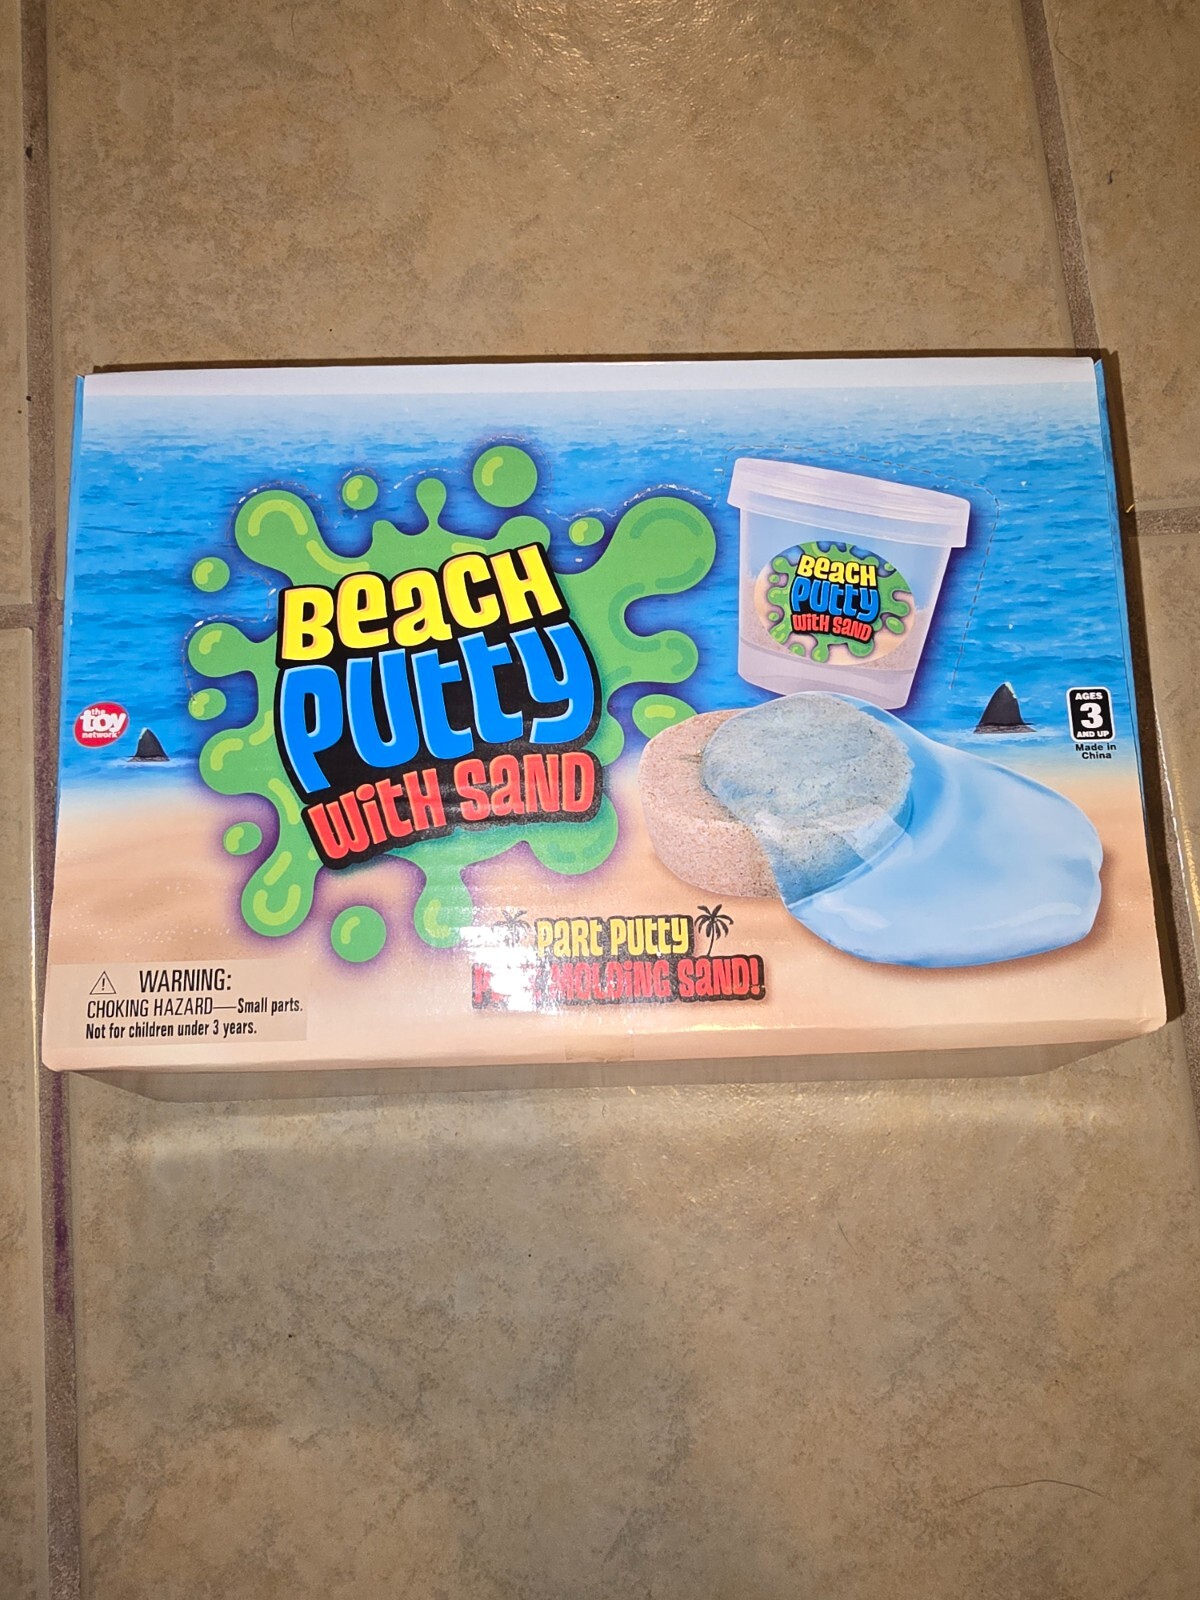 BEACH
PUTTY
WITH SAND
BEACH
PUTTY
WITH SAND
the
toy
network
AGES
3
AND UP
Made in
China
PART PUTTY
MOLDING SAND!
WARNING:
CHOKING HAZARD—Small parts.
Not for children under 3 years.